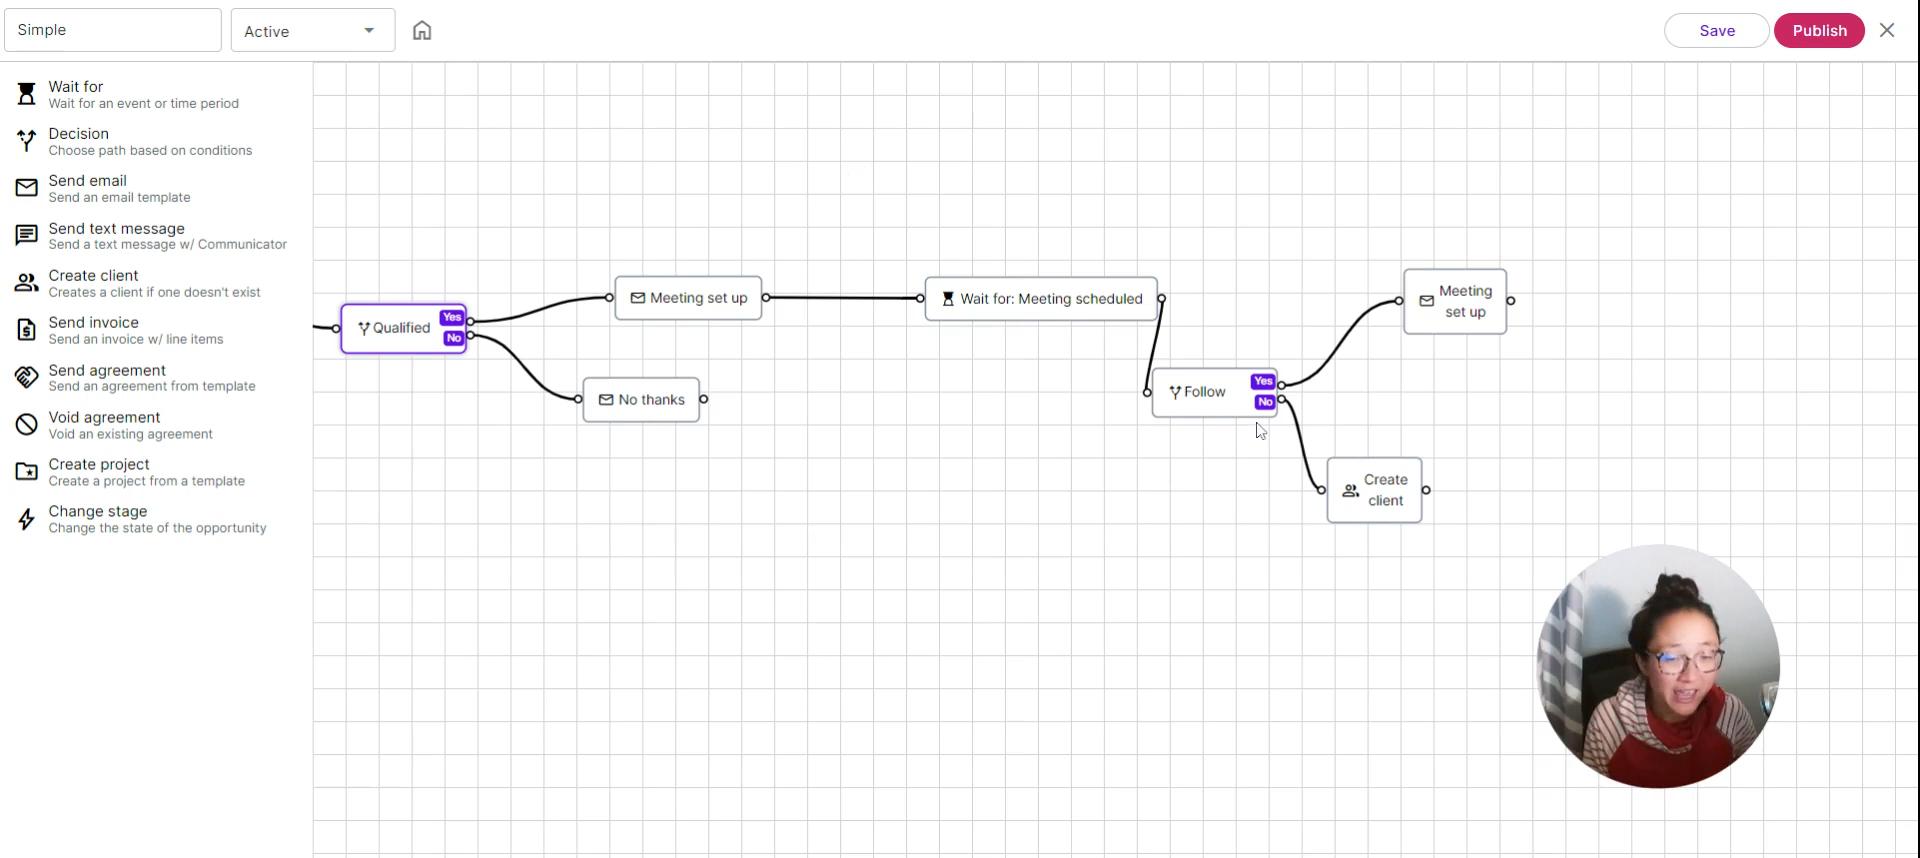 Simple
Active
Save
Publish
Wait for
Wait for an event or time period
Decision
Choose path based on conditions
Send email
Send an email template
Send text message
Send a text message w/ Communicator
Create client
Creates a client if one doesn't exist
Send invoice
Send an invoice w/ line items
Send agreement
Send an agreement from template
Void agreement
Void an existing agreement
Create project
Create a project from a template
Change stage
Change the state of the opportunity
Qualified
Yes
No
Meeting set up
No thanks
Wait for: Meeting scheduled
Follow
Yes
No
Meeting
set up
Create
client